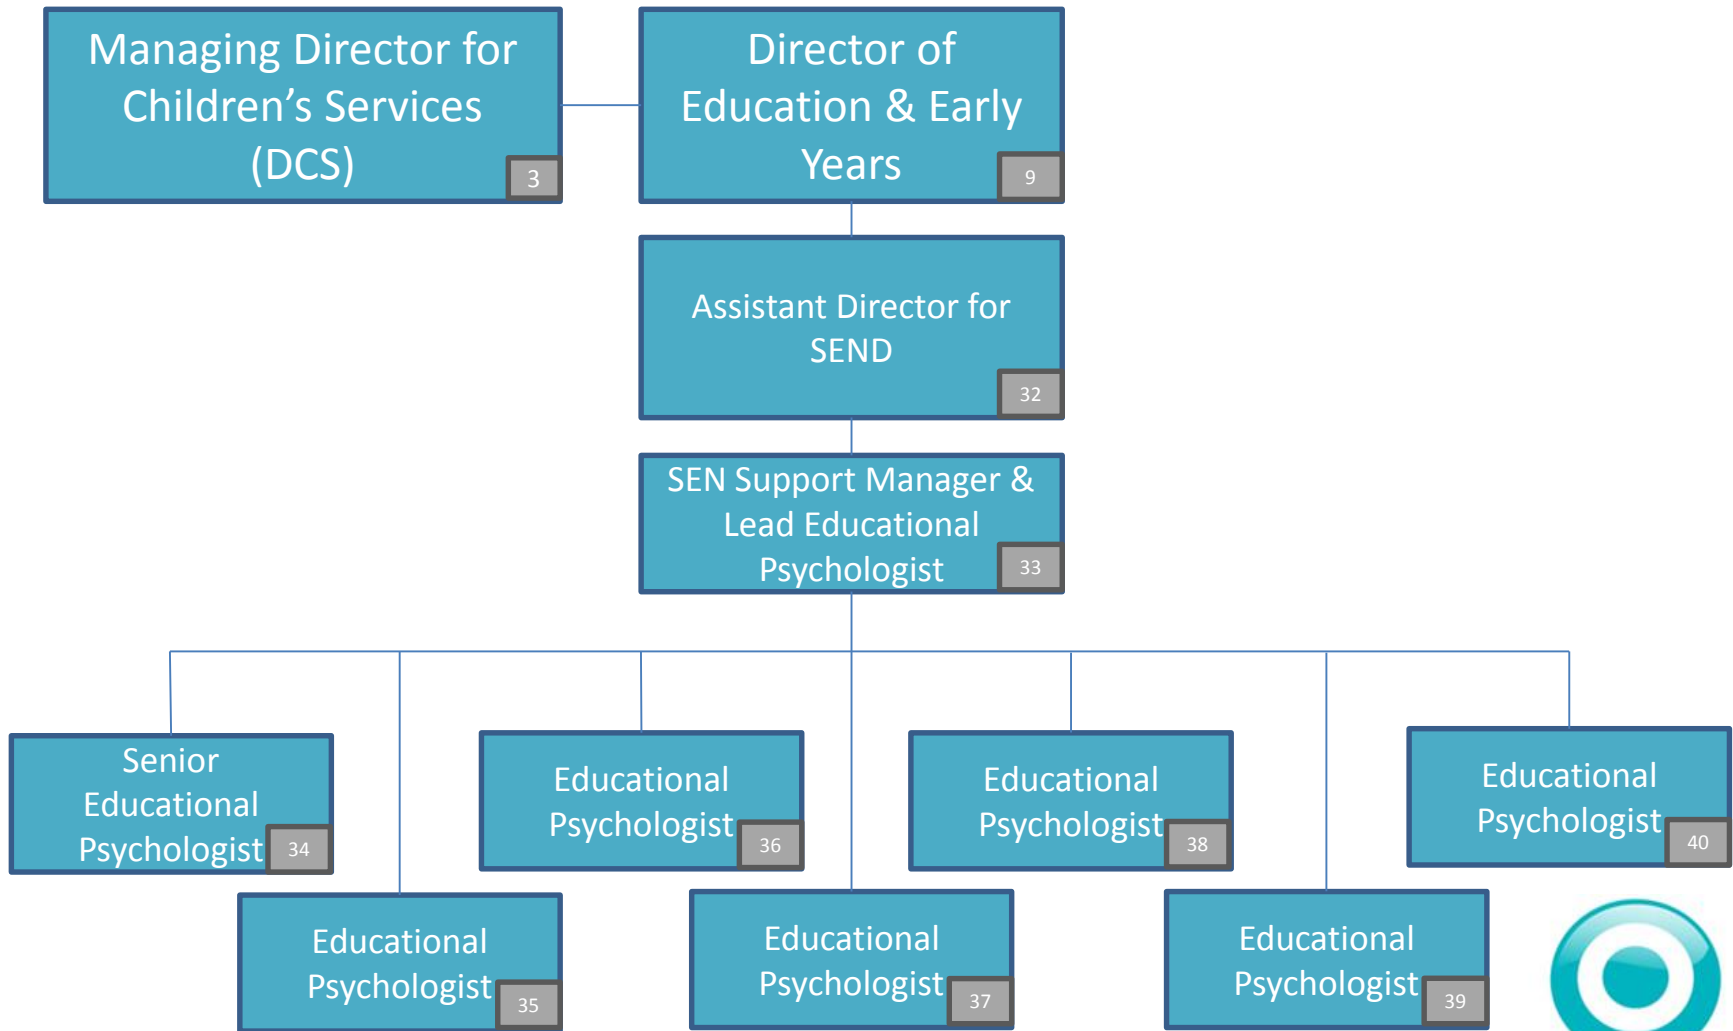 Managing Director for
Children’s Services
(DCS)
3
Director of
Education & Early
Years
9
Assistant Director for
SEND
32
SEN Support Manager &
Lead Educational
Psychologist
33
Senior
Educational
Psychologist
34
Educational
Psychologist
35
Educational
Psychologist
36
Educational
Psychologist
37
Educational
Psychologist
38
Educational
Psychologist
39
Educational
Psychologist
40